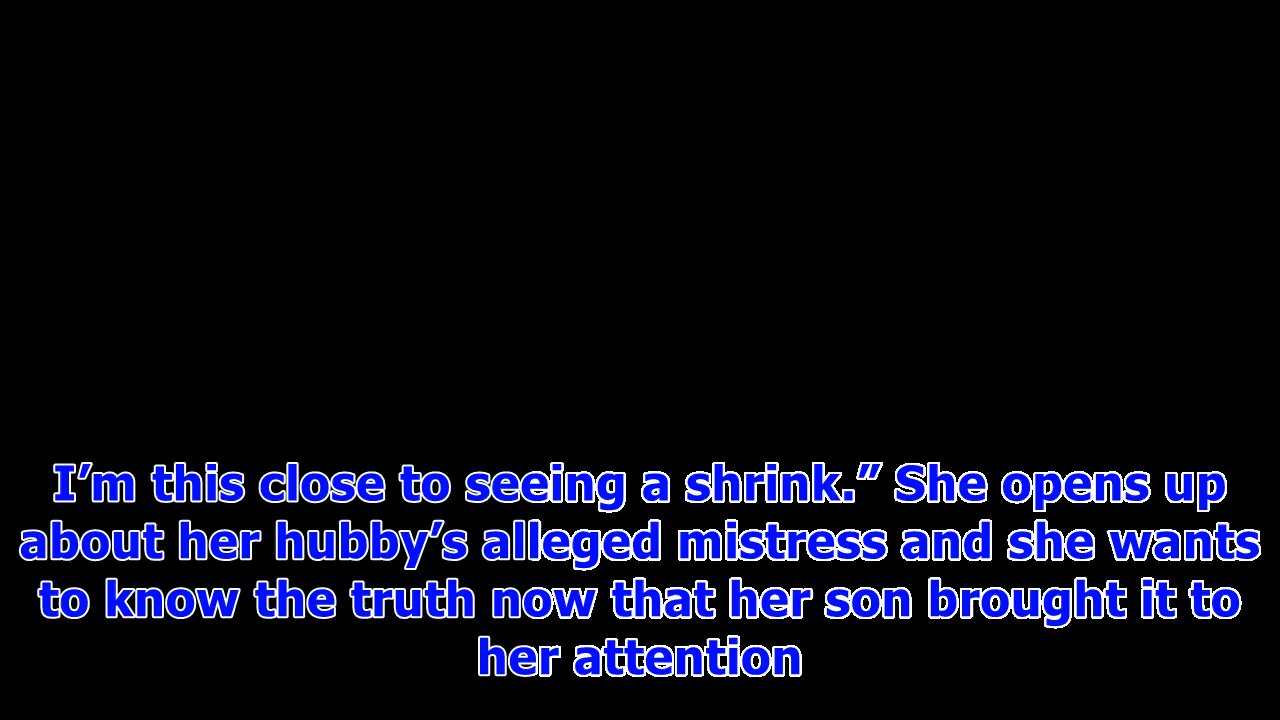 I’m this close to seeing a shrink.” She opens up
about her hubby’s alleged mistress and she wants
to know the truth now that her son brought it to
her attention